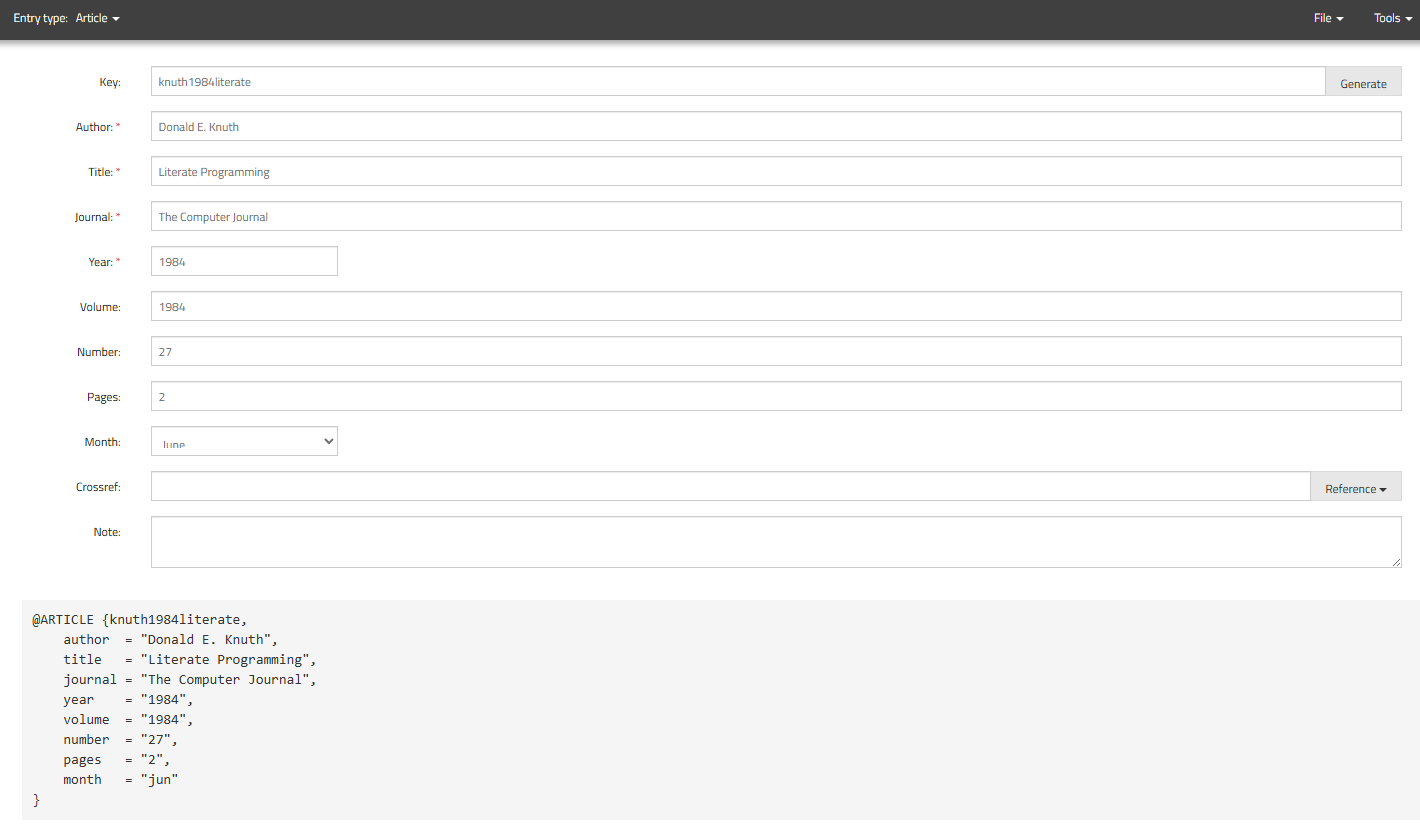 Entry type: Article File Tools
Key: knuth1984literate Generate
Author: * Donald E. Knuth
Title: * Literate Programming
Journal: * The Computer Journal
Year: * 1984
Volume: 1984
Number: 27
Pages: 2
Month: June
Crossref: Reference
Note:
@ARTICLE {knuth1984literate,
    author  = "Donald E. Knuth",
    title   = "Literate Programming",
    journal = "The Computer Journal",
    year    = "1984",
    volume  = "1984",
    number  = "27",
    pages   = "2",
    month   = "jun"
}